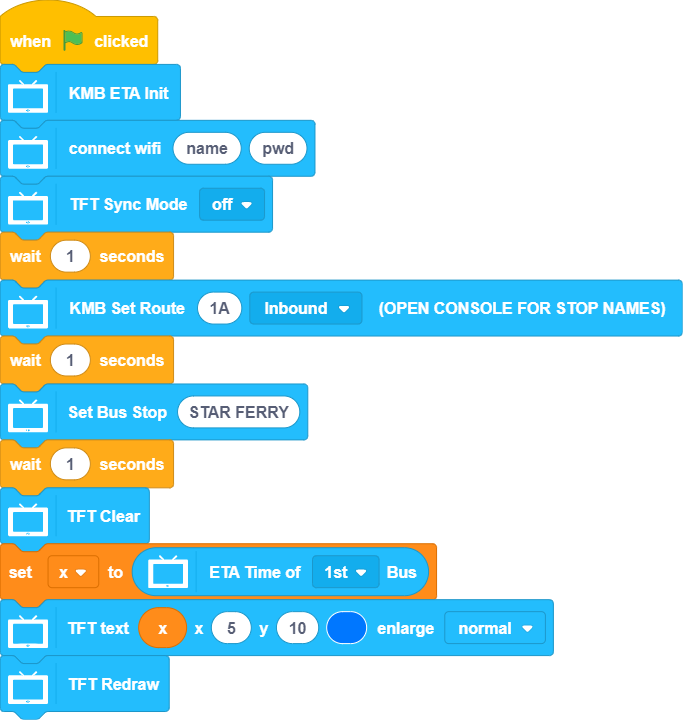 when clicked
KMB ETA Init
connect wifi name pwd
TFT Sync Mode off
wait 1 seconds
KMB Set Route 1A Inbound (OPEN CONSOLE FOR STOP NAMES)
wait 1 seconds
Set Bus Stop STAR FERRY
wait 1 seconds
TFT Clear
set x to ETA Time of 1st Bus
TFT text x x 5 y 10 enlarge normal
TFT Redraw